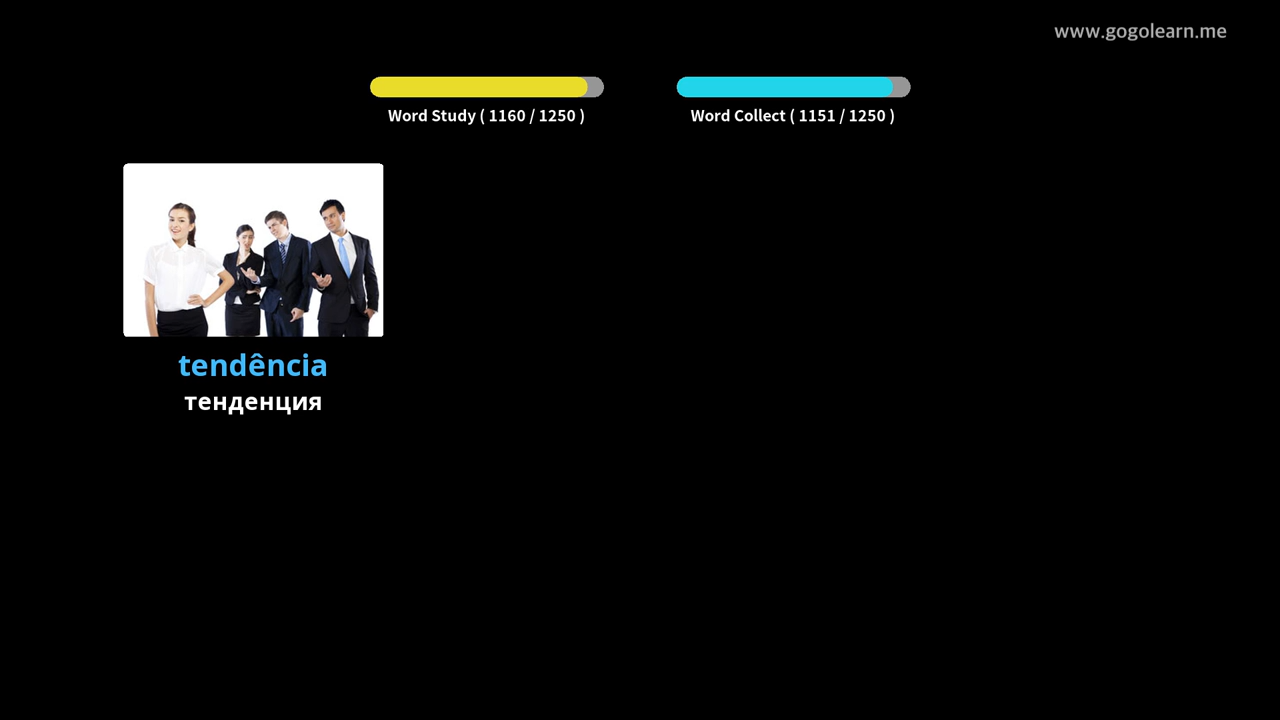 www.gogolearn.me
Word Study ( 1160 / 1250 )
Word Collect ( 1151 / 1250 )
tendência
тенденция